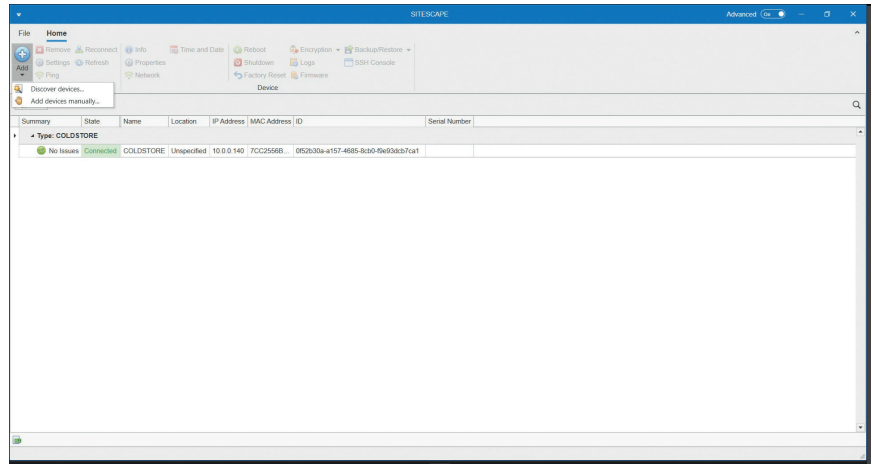 SITESCAPE
Advanced On
File Home
Add
Remove Reconnect Info Time and Date Reboot Encryption Backup/Restore
Settings Refresh Properties Shutdown Logs SSH Console
Ping Network Factory Reset Firmware
Device
Discover devices...
Add devices manually...
Summary State Name Location IP Address MAC Address ID Serial Number
Type: COLDSTORE
No Issues Connected COLDSTORE Unspecified 10.0.0.140 7CC2556B... 0f52b30a-a157-4685-8cb0-f9e93dcb7ca1